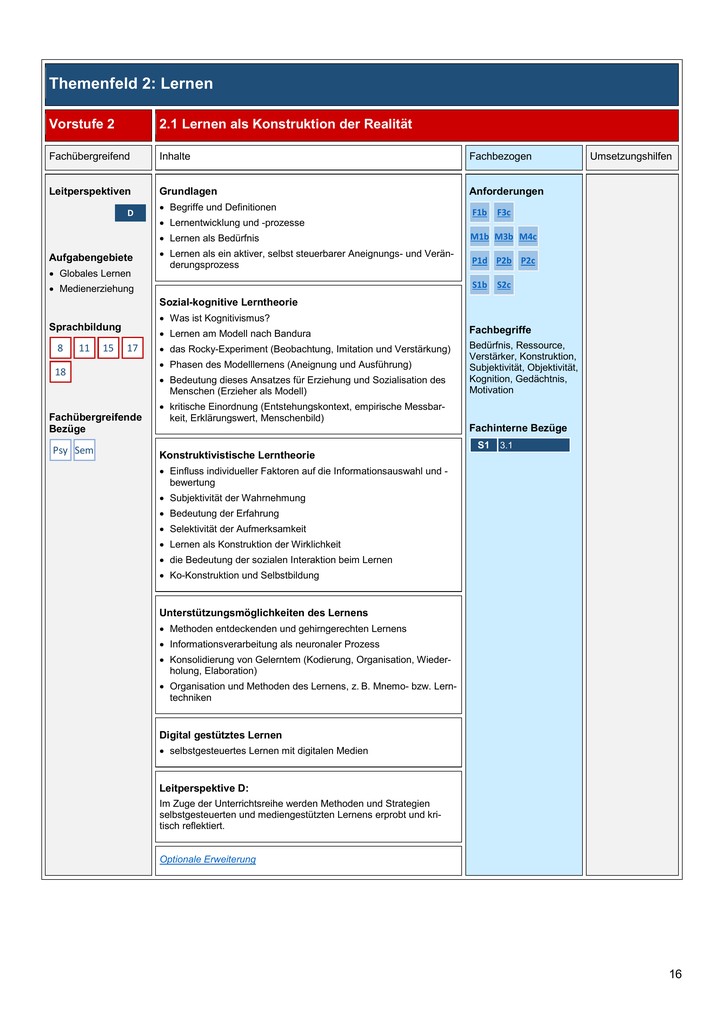 Themenfeld 2: Lernen
Vorstufe 2
2.1 Lernen als Konstruktion der Realität
Fachübergreifend
Inhalte
Fachbezogen
Umsetzungshilfen
Leitperspektiven
D
Aufgabengebiete
• Globales Lernen
• Medienerziehung
Sprachbildung
8 11 15 17
18
Fachübergreifende
Bezüge
Psy Sem
Grundlagen
• Begriffe und Definitionen
• Lernentwicklung und -prozesse
• Lernen als Bedürfnis
• Lernen als ein aktiver, selbst steuerbarer Aneignungs- und Verän-
derungsprozess
Sozial-kognitive Lerntheorie
• Was ist Kognitivismus?
• Lernen am Modell nach Bandura
• das Rocky-Experiment (Beobachtung, Imitation und Verstärkung)
• Phasen des Modelllernens (Aneignung und Ausführung)
• Bedeutung dieses Ansatzes für Erziehung und Sozialisation des
Menschen (Erzieher als Modell)
• kritische Einordnung (Entstehungskontext, empirische Messbar-
keit, Erklärungswert, Menschenbild)
Konstruktivistische Lerntheorie
• Einfluss individueller Faktoren auf die Informationsauswahl und -
bewertung
• Subjektivität der Wahrnehmung
• Bedeutung der Erfahrung
• Selektivität der Aufmerksamkeit
• Lernen als Konstruktion der Wirklichkeit
• die Bedeutung der sozialen Interaktion beim Lernen
• Ko-Konstruktion und Selbstbildung
Unterstützungsmöglichkeiten des Lernens
• Methoden entdeckenden und gehirngerechten Lernens
• Informationsverarbeitung als neuronaler Prozess
• Konsolidierung von Gelerntem (Kodierung, Organisation, Wieder-
holung, Elaboration)
• Organisation und Methoden des Lernens, z. B. Mnemo- bzw. Lern-
techniken
Digital gestütztes Lernen
• selbstgesteuertes Lernen mit digitalen Medien
Leitperspektive D:
Im Zuge der Unterrichtsreihe werden Methoden und Strategien
selbstgesteuerten und mediengestützten Lernens erprobt und kri-
tisch reflektiert.
Optionale Erweiterung
Anforderungen
F1b F3c
M1b M3b M4c
P1d P2b P2c
S1b S2c
Fachbegriffe
Bedürfnis, Ressource,
Verstärker, Konstruktion,
Subjektivität, Objektivität,
Kognition, Gedächtnis,
Motivation
Fachinterne Bezüge
S1 3.1
16